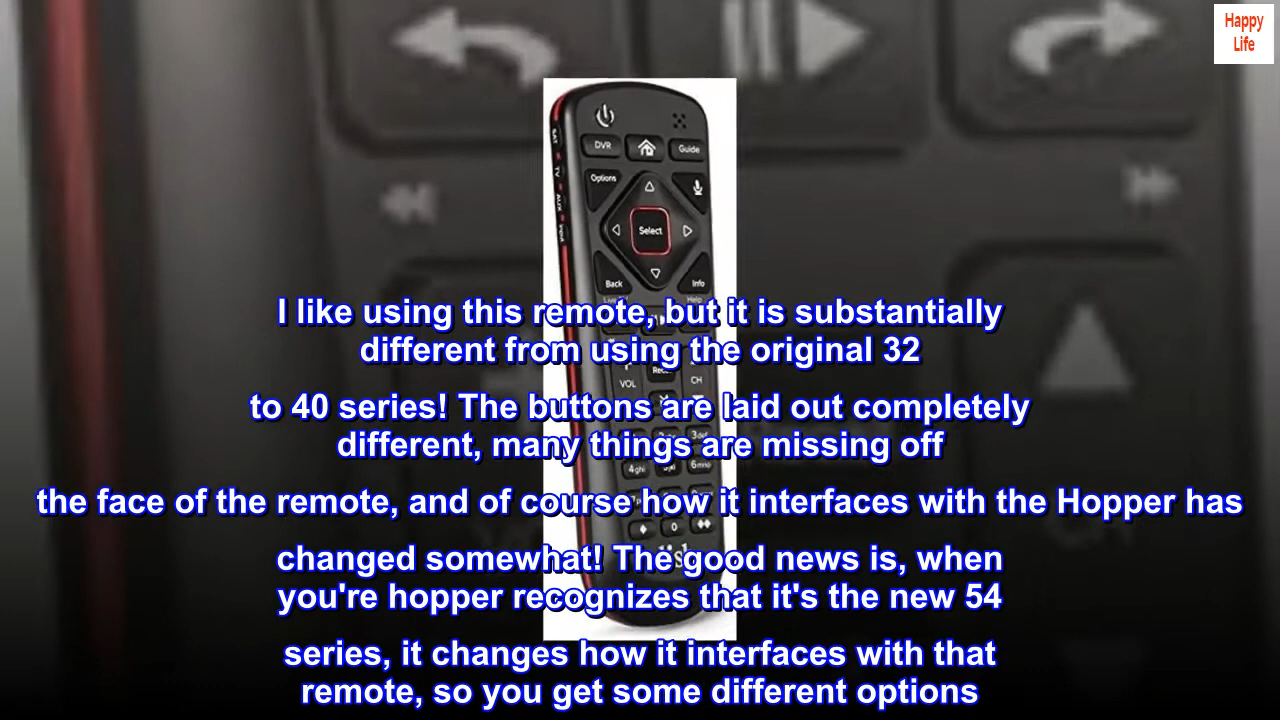 Happy
Life
DVR
Guide
Options
Select
Back
Info
I like using this remote, but it is substantially
different from using the original 32
VOL
CH
to 40 series! The buttons are laid out completely
different, many things are missing off
the face of the remote, and of course how it interfaces with the Hopper has
changed somewhat! The good news is, when
you're hopper recognizes that it's the new 54
series, it changes how it interfaces with that
remote, so you get some different options